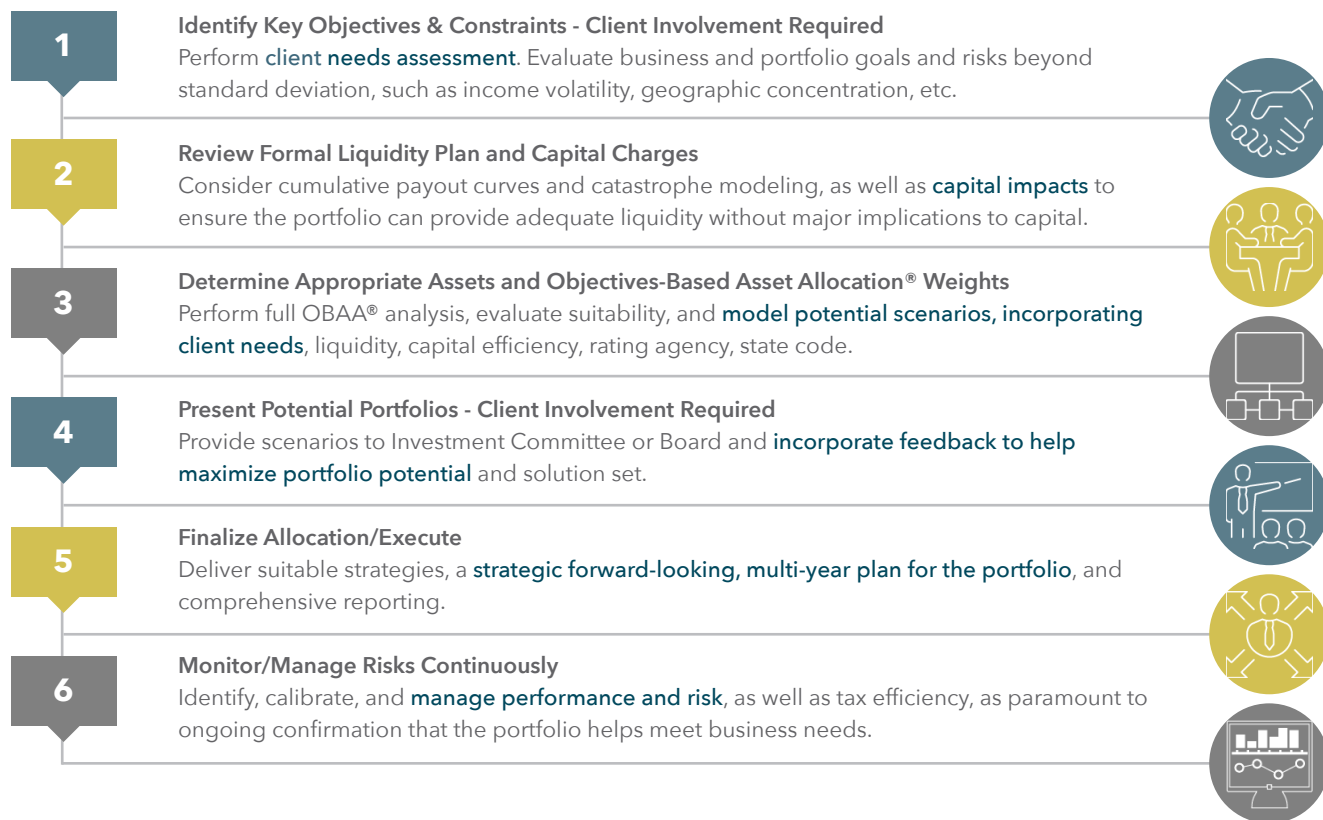 1
Identify Key Objectives & Constraints - Client Involvement Required
Perform client needs assessment. Evaluate business and portfolio goals and risks beyond
standard deviation, such as income volatility, geographic concentration, etc.
2
Review Formal Liquidity Plan and Capital Charges
Consider cumulative payout curves and catastrophe modeling, as well as capital impacts to
ensure the portfolio can provide adequate liquidity without major implications to capital.
3
Determine Appropriate Assets and Objectives-Based Asset Allocation® Weights
Perform full OBAA® analysis, evaluate suitability, and model potential scenarios, incorporating
client needs, liquidity, capital efficiency, rating agency, state code.
4
Present Potential Portfolios - Client Involvement Required
Provide scenarios to Investment Committee or Board and incorporate feedback to help
maximize portfolio potential and solution set.
5
Finalize Allocation/Execute
Deliver suitable strategies, a strategic forward-looking, multi-year plan for the portfolio, and
comprehensive reporting.
6
Monitor/Manage Risks Continuously
Identify, calibrate, and manage performance and risk, as well as tax efficiency, as paramount to
ongoing confirmation that the portfolio helps meet business needs.